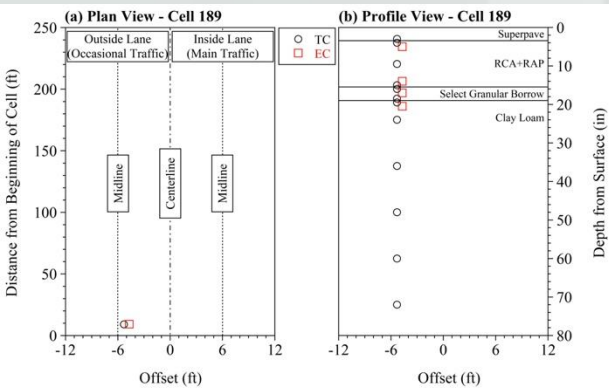 (a) Plan View - Cell 189
Outside Lane
(Occasional Traffic)
Inside Lane
(Main Traffic)
TC
EC
Midline
Centerline
Midline
Distance from Beginning of Cell (ft)
250
200
150
100
50
0
-12 -6 0 6 12
Offset (ft)
(b) Profile View - Cell 189
Superpave
RCA+RAP
Select Granular Borrow
Clay Loam
0
10
20
30
40
50
60
70
80
Depth from Surface (in)
-12 -6 0 6 12
Offset (ft)